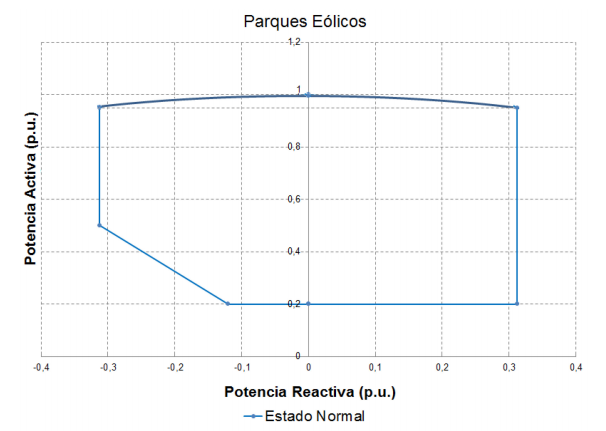 Parques Eólicos
Potencia Activa (p.u.)
1,2
1
0,8
0,6
0,4
0,2
0
-0,4 -0,3 -0,2 -0,1 0 0,1 0,2 0,3 0,4
Potencia Reactiva (p.u.)
Estado Normal